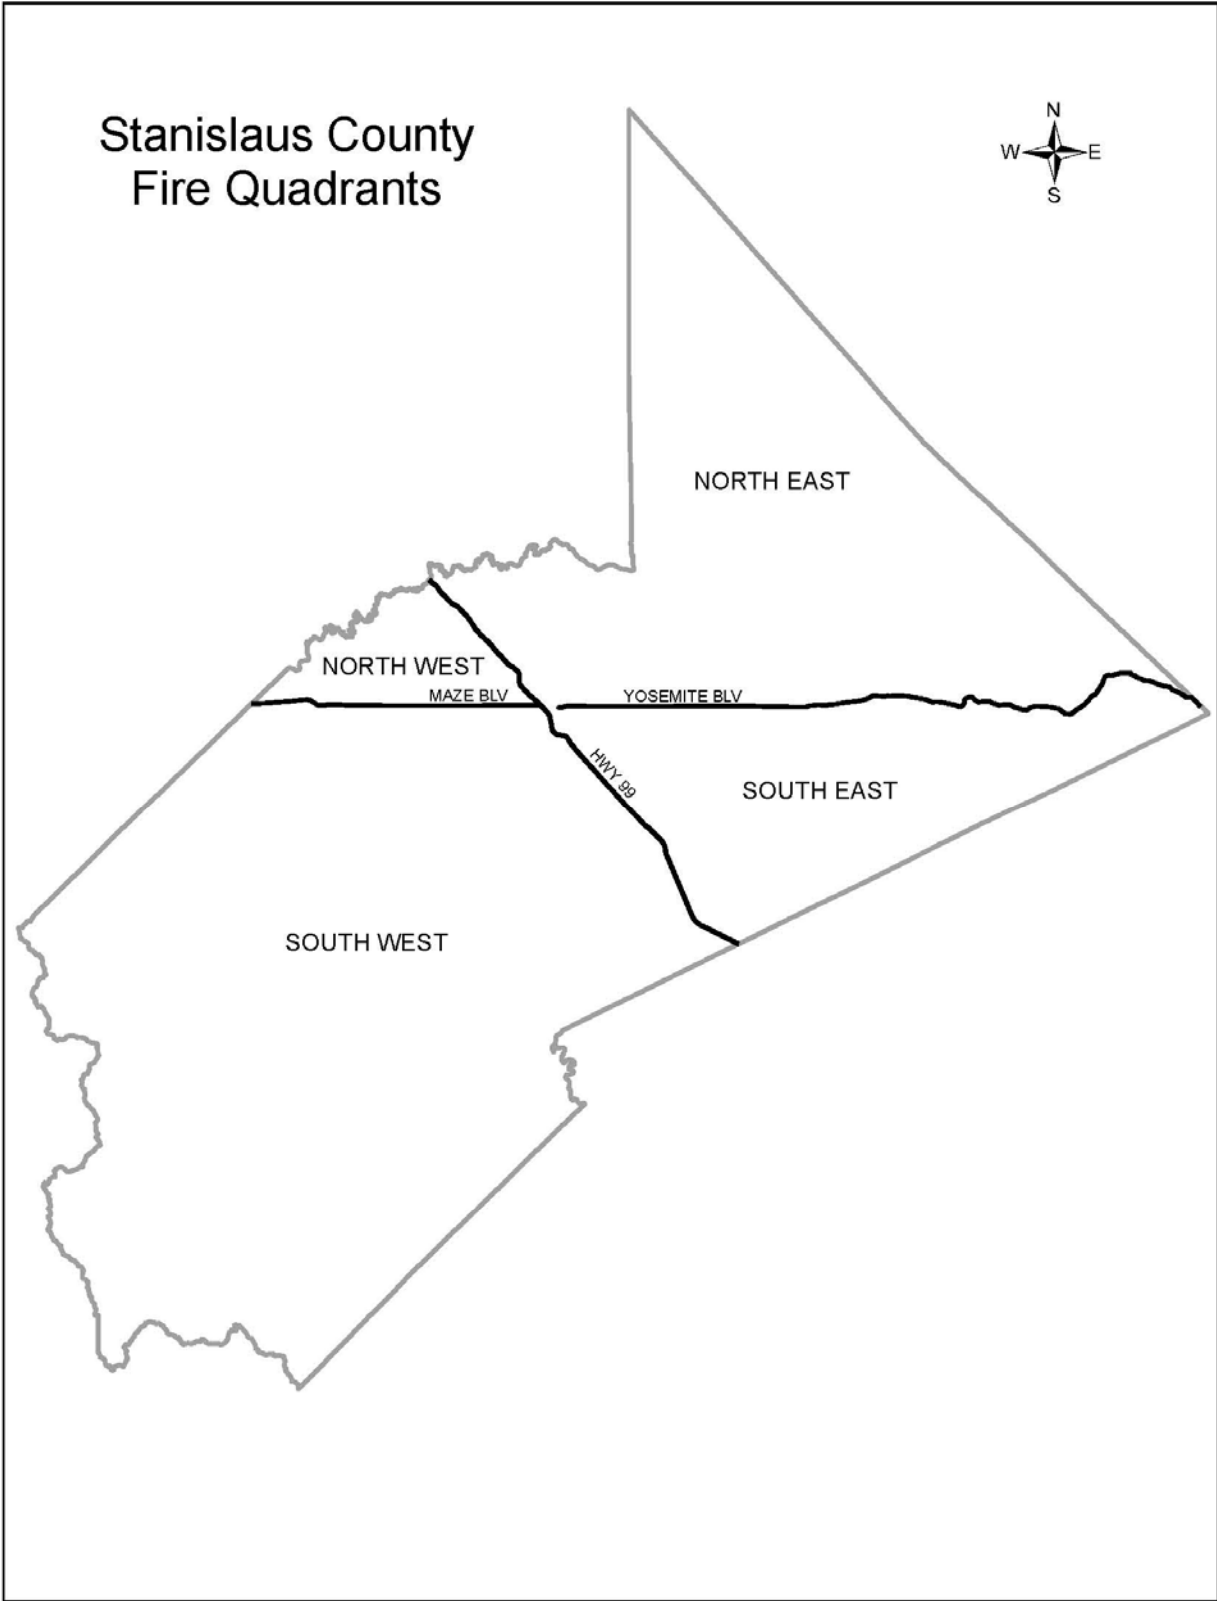 Stanislaus County
Fire Quadrants
N
W E
S
NORTH EAST
NORTH WEST
MAZE BLV
YOSEMITE BLV
HWY 99
SOUTH EAST
SOUTH WEST